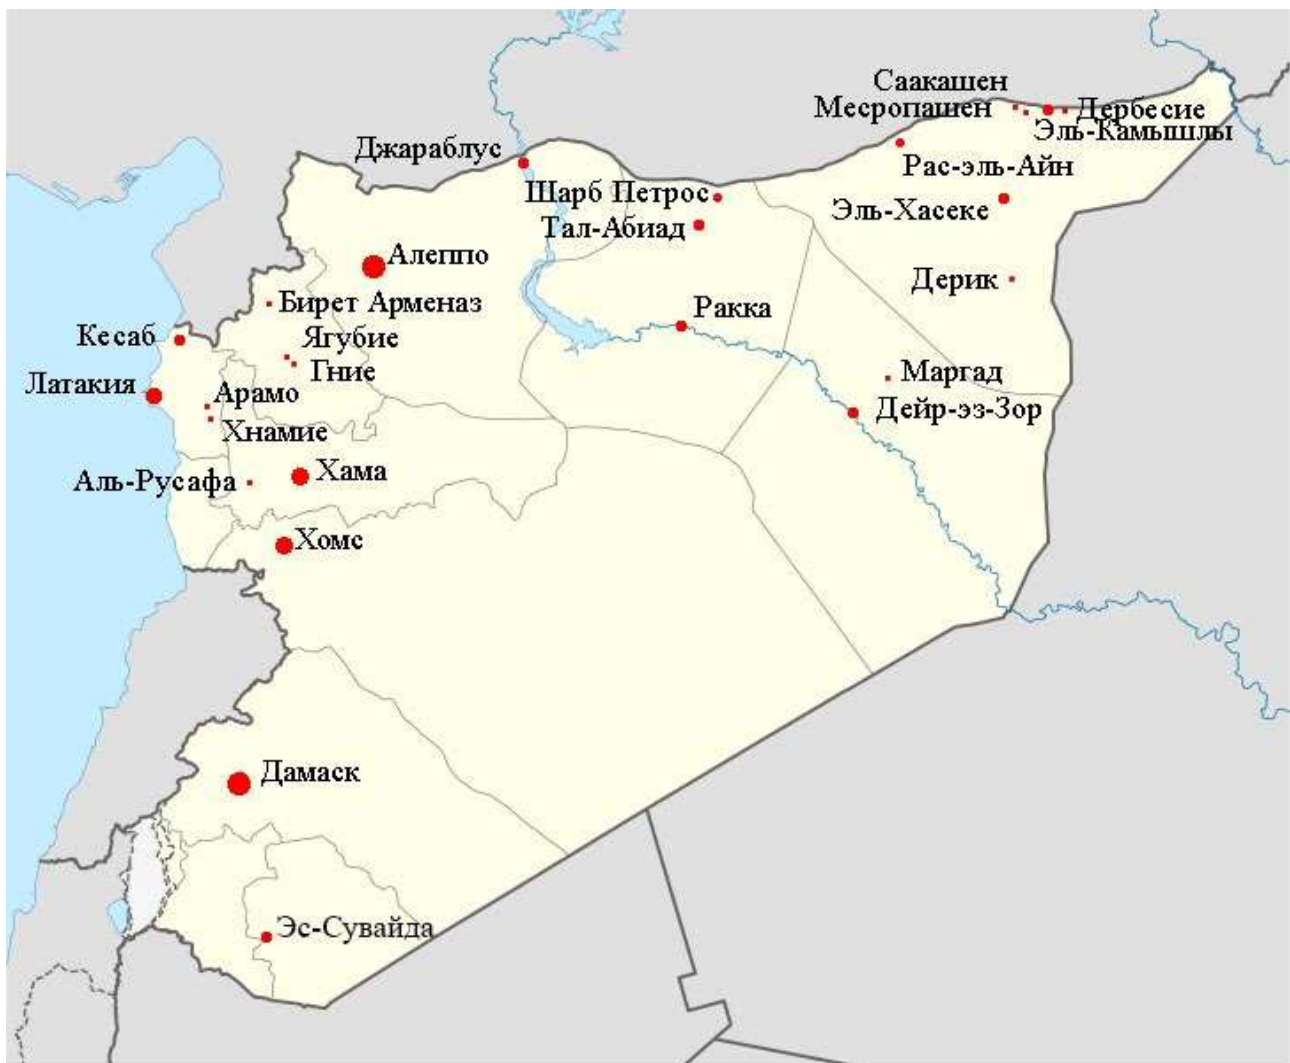 Саакашен
Месропашен
Дербесие
Эль-Камышлы
Джараблус
Рас-эль-Айн
Шарб Петрос
Эль-Хасеке
Тал-Абиад
Алеппо
Дерик
Бирет Арменаз
Ракка
Кесаб
Ягубие
Гние
Маргад
Латакия
Арамо
Дейр-эз-Зор
Хнамие
Хама
Аль-Русафа
Хомс
Дамаск
Эс-Сувайда